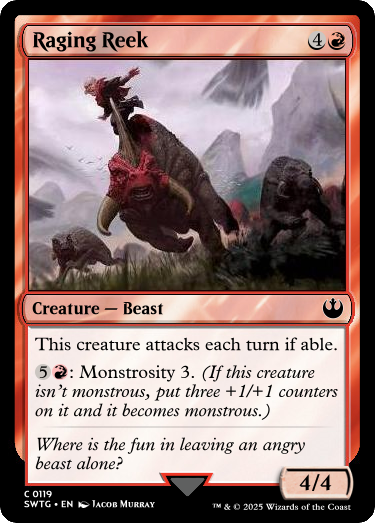 Raging Reek 4
Creature — Beast
This creature attacks each turn if able.
5: Monstrosity 3. (If this creature
isn't monstrous, put three +1/+1 counters
on it and it becomes monstrous.)
Where is the fun in leaving an angry
beast alone?
4/4
C 0119
SWTG • EN Jacob Murray
™ & © 2025 Wizards of the Coast